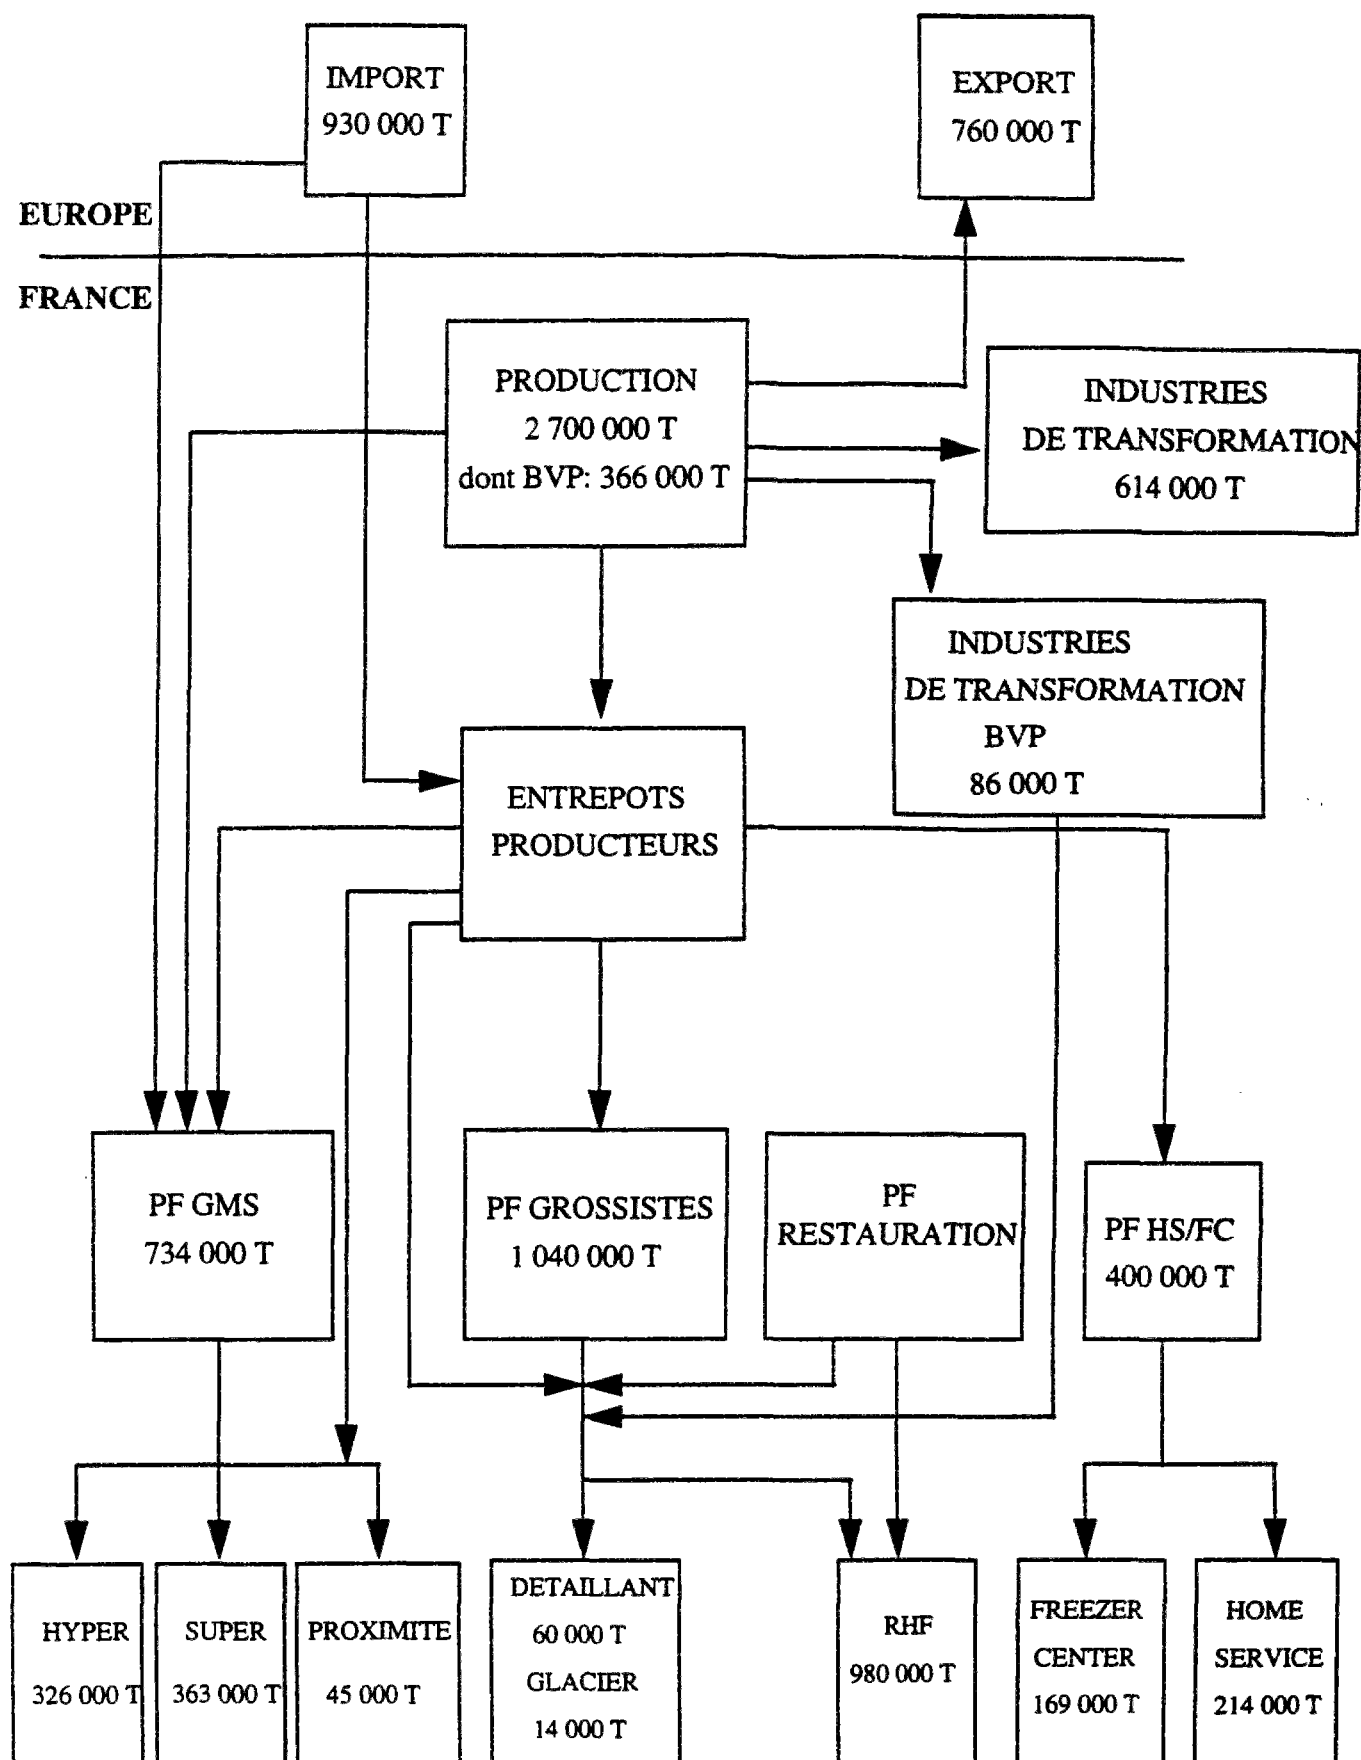 IMPORT
930 000 T
EXPORT
760 000 T
EUROPE
FRANCE
PRODUCTION
2 700 000 T
dont BVP: 366 000 T
INDUSTRIES
DE TRANSFORMATION
614 000 T
INDUSTRIES
DE TRANSFORMATION
BVP
86 000 T
ENTREPOTS
PRODUCTEURS
PF GMS
734 000 T
PF GROSSISTES
1 040 000 T
PF
RESTAURATION
PF HS/FC
400 000 T
HYPER
326 000 T
SUPER
363 000 T
PROXIMITE
45 000 T
DETAILLANT
60 000 T
GLACIER
14 000 T
RHF
980 000 T
FREEZER
CENTER
169 000 T
HOME
SERVICE
214 000 T